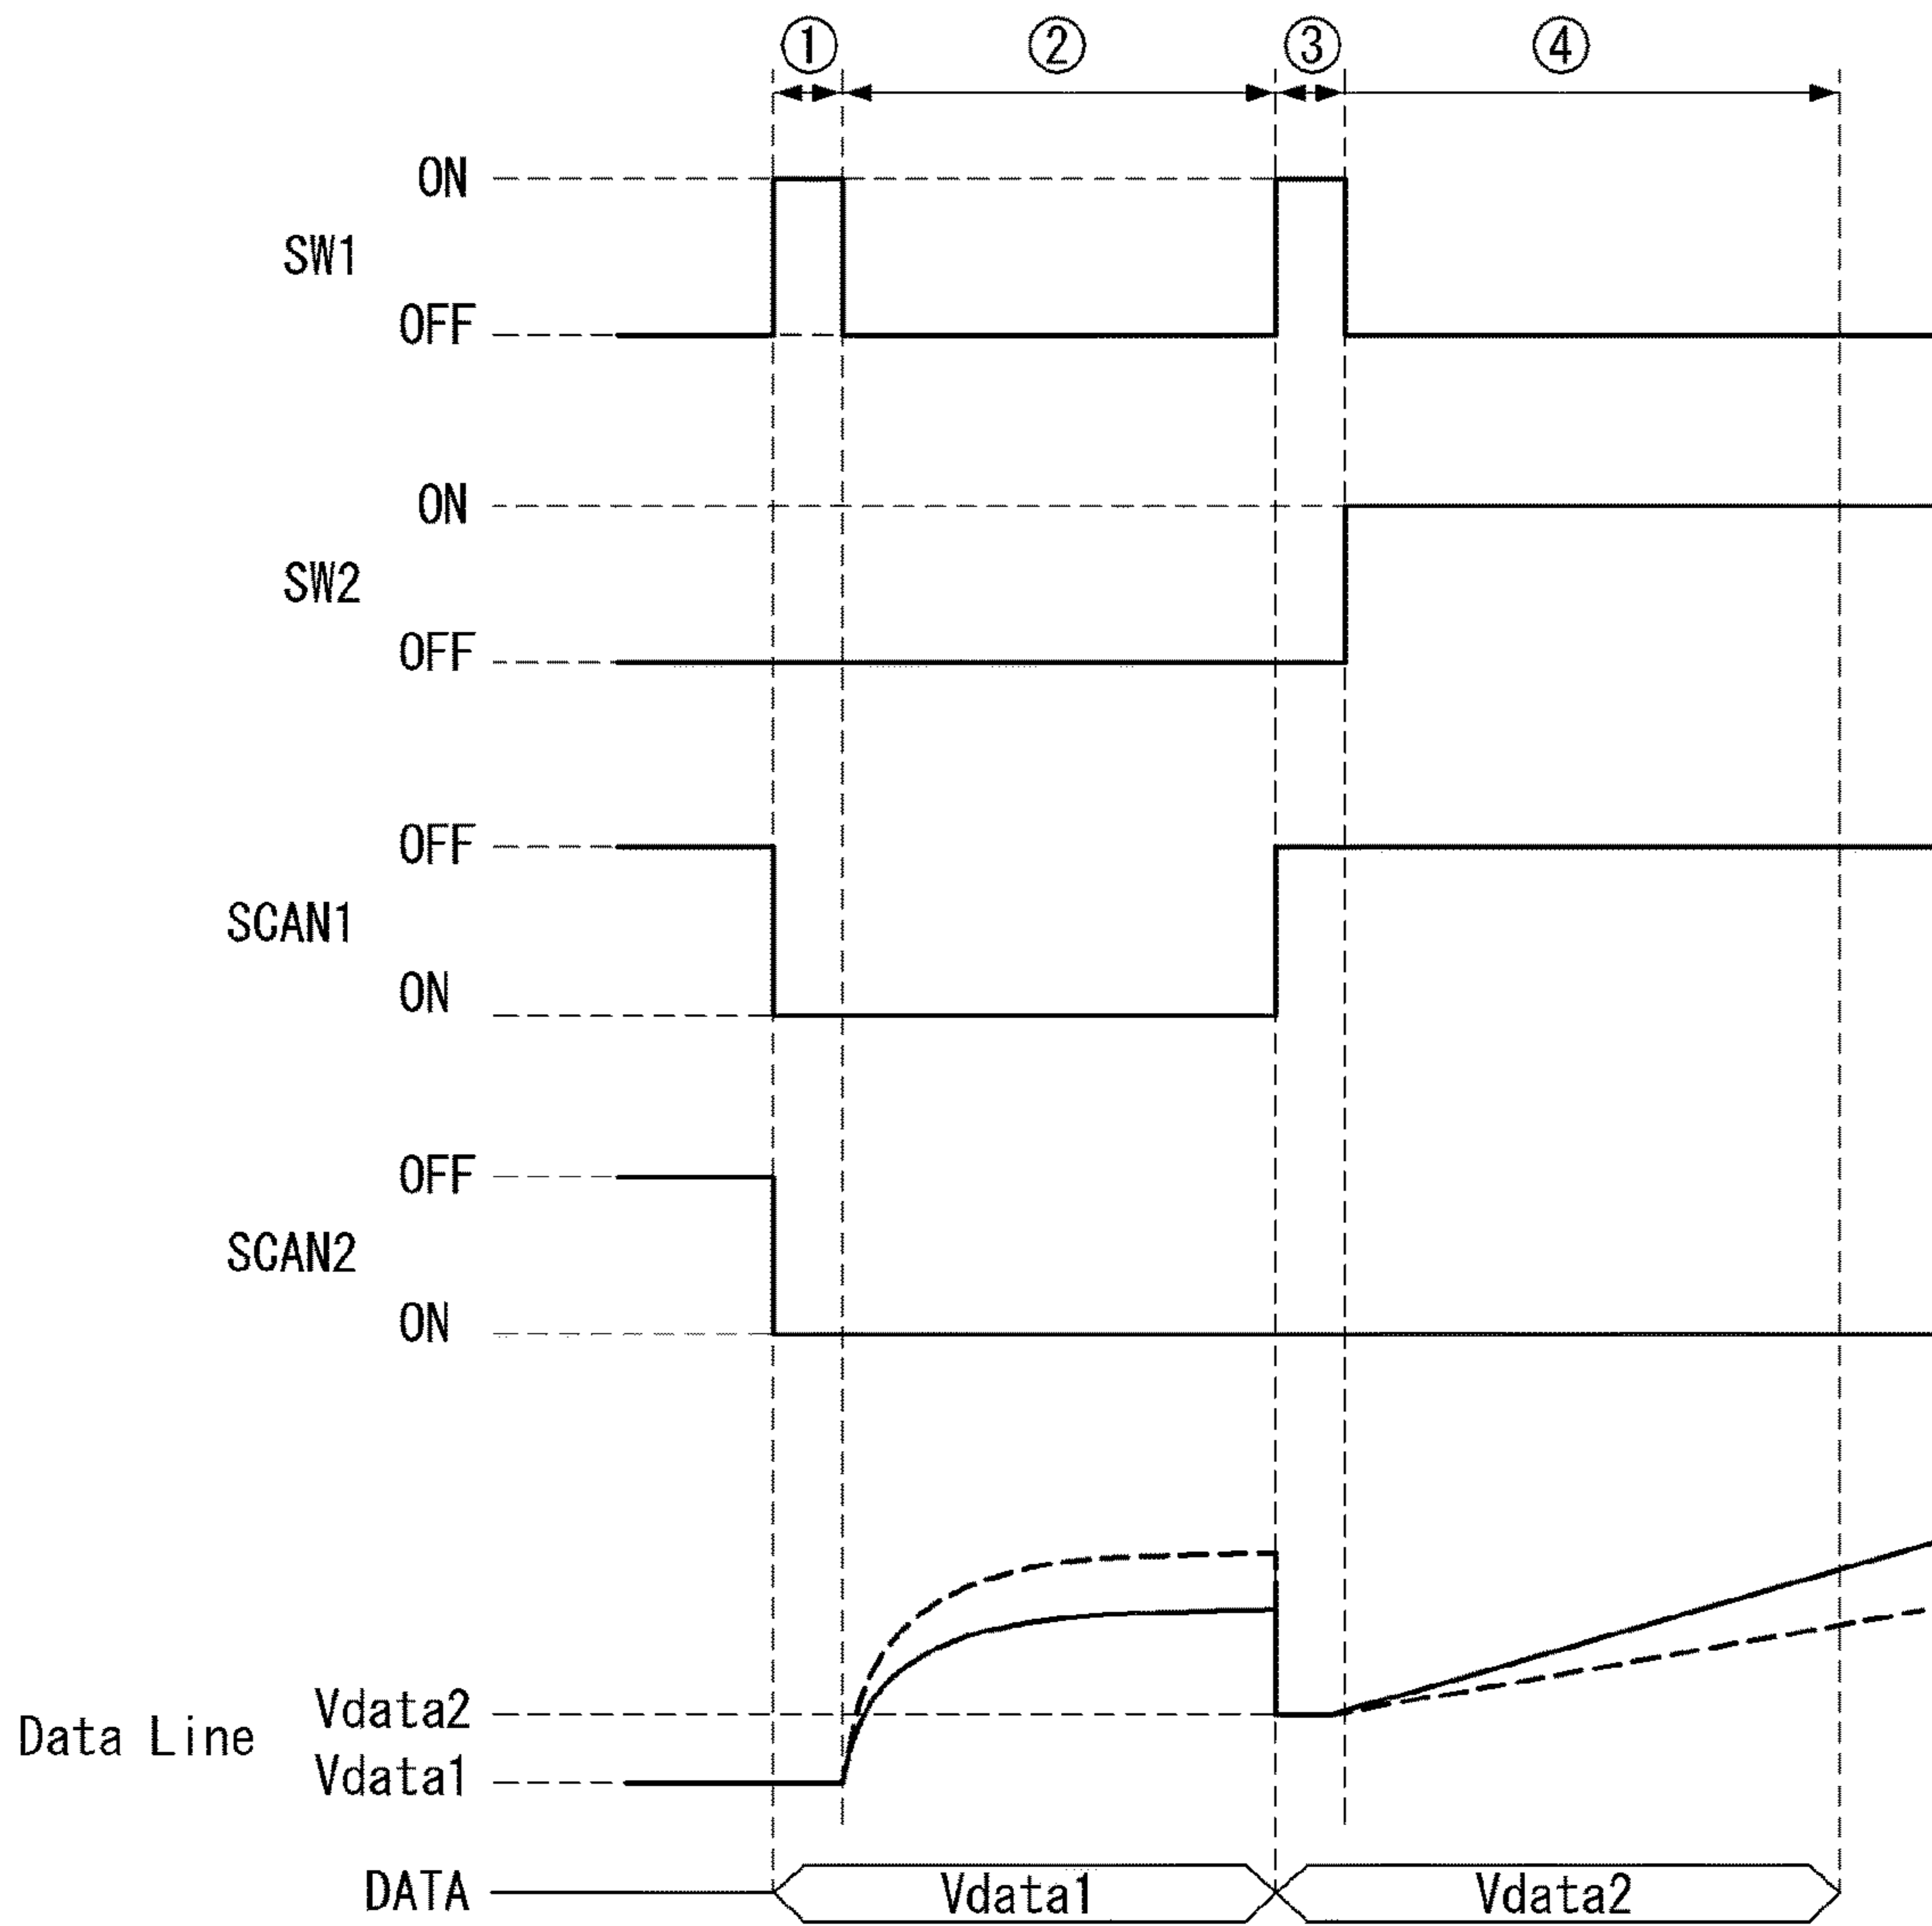 ① ② ③ ④
ON
SW1
OFF
ON
SW2
OFF
OFF
SCAN1
ON
OFF
SCAN2
ON
Vdata2
Data Line
Vdata1
DATA Vdata1 Vdata2